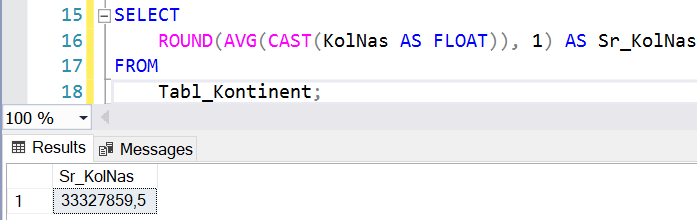 15 SELECT
16 ROUND(AVG(CAST(KolNas AS FLOAT)), 1) AS Sr_KolNas
17 FROM
18 Tabl_Kontinent;
100 %
Results Messages
Sr_KolNas
1 33327859,5